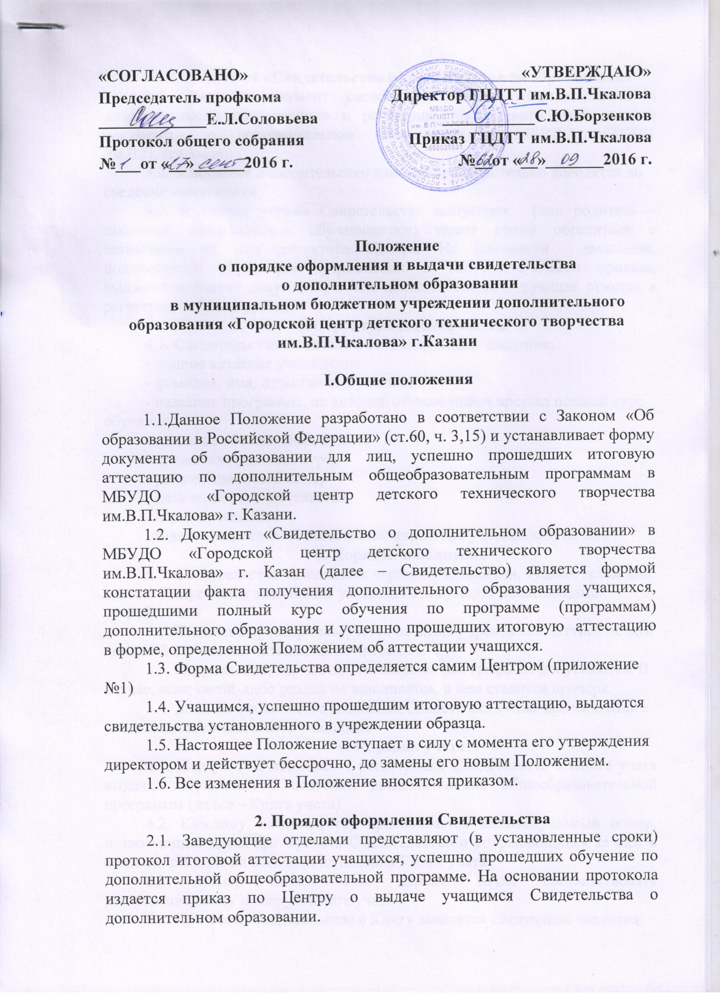 «СОГЛАСОВАНО»
Председатель профкома
____________Е.Л.Соловьева
Протокол общего собрания
№ 1 от «27» сент 2016 г.
«УТВЕРЖДАЮ»
Директор ГЦДТТ им.В.П.Чкалова
____________С.Ю.Борзенков
Приказ ГЦДТТ им.В.П.Чкалова
№62от «28» 09 2016 г.
МБУДО
«ГЦДТТ
им. В.П.ЧКАЛОВА»
г.КАЗАНИ
1656025831
Положение
о порядке оформления и выдачи свидетельства
о дополнительном образовании
в муниципальном бюджетном учреждении дополнительного
образования «Городской центр детского технического творчества
им.В.П.Чкалова» г.Казани
I.Общие положения
1.1.Данное Положение разработано в соответствии с Законом «Об
образовании в Российской Федерации» (ст.60, ч. 3,15) и устанавливает форму
документа об образовании для лиц, успешно прошедших итоговую
аттестацию по дополнительным общеобразовательным программам в
МБУДО «Городской центр детского технического творчества
им.В.П.Чкалова» г. Казани.
1.2. Документ «Свидетельство о дополнительном образовании» в
МБУДО «Городской центр детского технического творчества
им.В.П.Чкалова» г. Казан (далее – Свидетельство), является формой
констатации факта получения дополнительного образования учащихся,
прошедшими полный курс обучения по программе (программам)
дополнительного образования и успешно прошедших итоговую аттестацию
в форме, определенной Положением об аттестации учащихся.
1.3. Форма Свидетельства определяется самим Центром (приложение
№1)
1.4. Учащимся, успешно прошедшим итоговую аттестацию, выдаются
свидетельства установленного в учреждении образца.
1.5. Настоящее Положение вступает в силу с момента его утверждения
директором и действует бессрочно, до замены его новым Положением.
1.6. Все изменения в Положение вносятся приказом.
2. Порядок оформления Свидетельства
2.1. Заведующие отделами представляют (в установленные сроки)
протокол итоговой аттестации учащихся, успешно прошедших обучение по
дополнительной общеобразовательной программе. На основании протокола
издается приказ по Центру о выдаче учащимся Свидетельства о
дополнительном образовании.